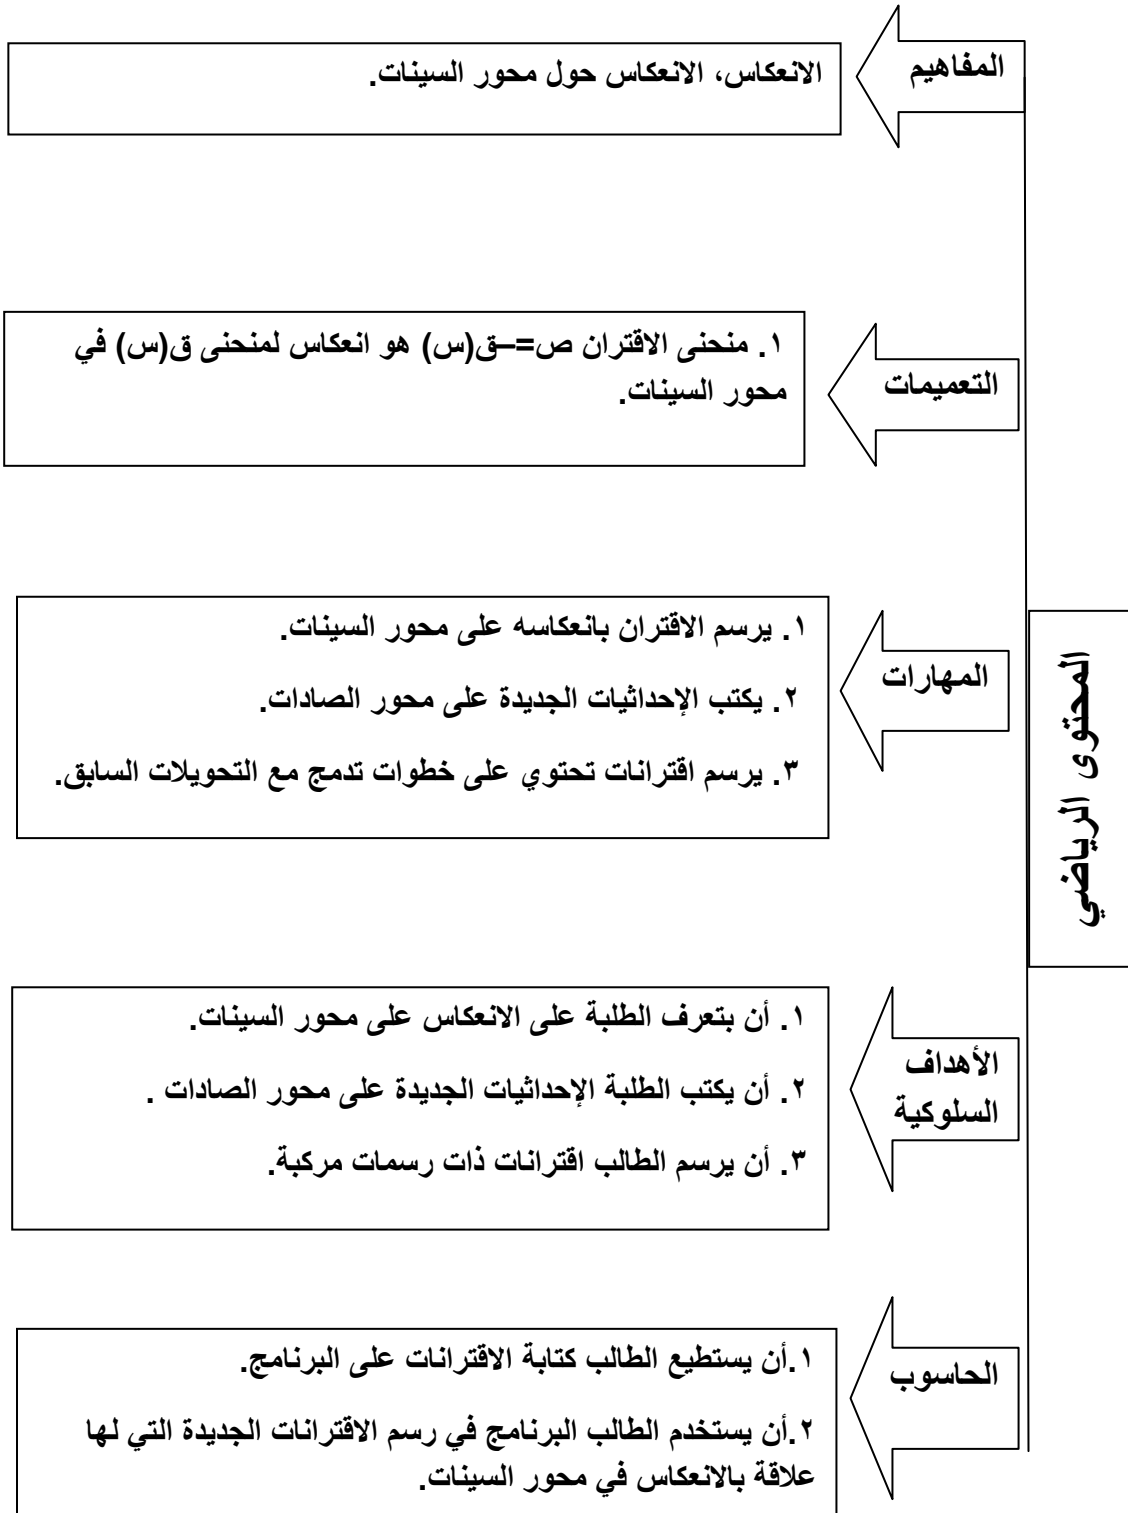 المحتوى الرياضي
المفاهيم
الانعكاس، الانعكاس حول محور السينات.
التعميمات
١. منحنى الاقتران ص=–ق(س) هو انعكاس لمنحنى ق(س) في
محور السينات.
المهارات
١. يرسم الاقتران بانعكاسه على محور السينات.
٢. يكتب الإحداثيات الجديدة على محور الصادات.
٣. يرسم اقترانات تحتوي على خطوات تدمج مع التحويلات السابق.
الأهداف
السلوكية
١. أن بتعرف الطلبة على الانعكاس على محور السينات.
٢. أن يكتب الطلبة الإحداثيات الجديدة على محور الصادات .
٣. أن يرسم الطالب اقترانات ذات رسمات مركبة.
الحاسوب
١.أن يستطيع الطالب كتابة الاقترانات على البرنامج.
٢.أن يستخدم الطالب البرنامج في رسم الاقترانات الجديدة التي لها
علاقة بالانعكاس في محور السينات.